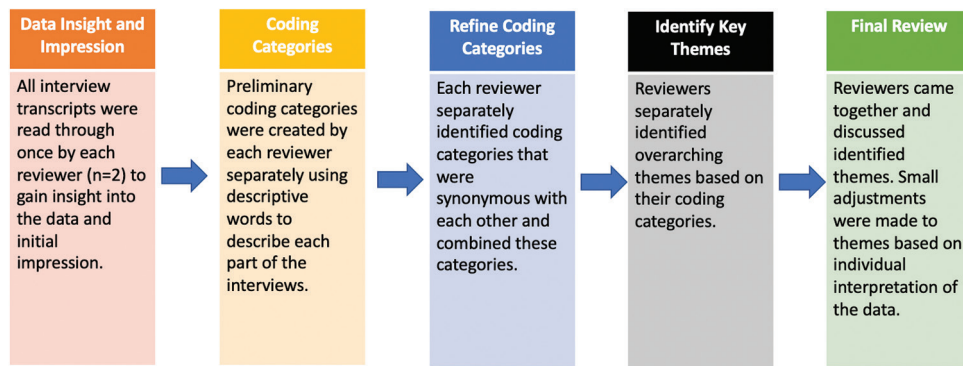 Data Insight and
Impression
All interview
transcripts were
read through
once by each
reviewer (n=2) to
gain insight into
the data and
initial
impression.
Coding
Categories
Preliminary
coding categories
were created by
each reviewer
separately using
descriptive
words to
describe each
part of the
interviews.
Refine Coding
Categories
Each reviewer
separately
identified coding
categories that
were
synonymous with
each other and
combined these
categories.
Identify Key
Themes
Reviewers
separately
identified
overarching
themes based on
their coding
categories.
Final Review
Reviewers came
together and
discussed
identified
themes. Small
adjustments
were made to
themes based on
individual
interpretation of
the data.